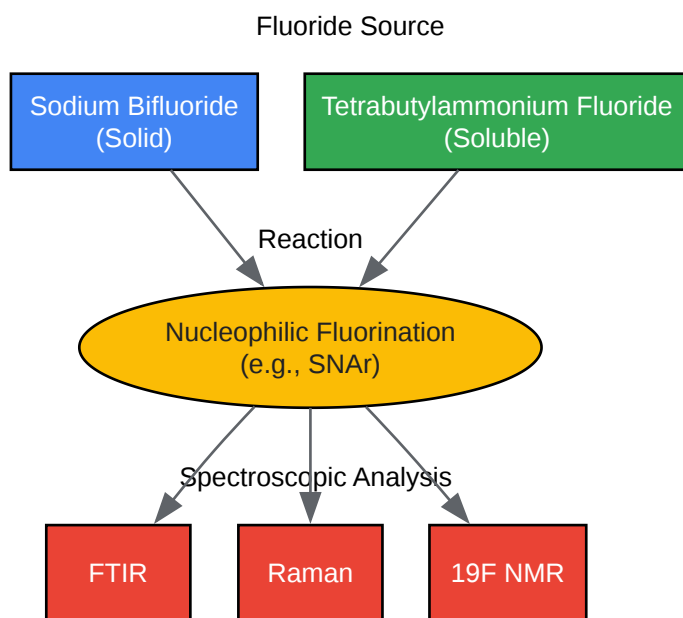 Fluoride Source
Sodium Bifluoride
(Solid)
Tetrabutylammonium Fluoride
(Soluble)
Reaction
Nucleophilic Fluorination
(e.g., SNAr)
Spectroscopic Analysis
FTIR
Raman
19F NMR